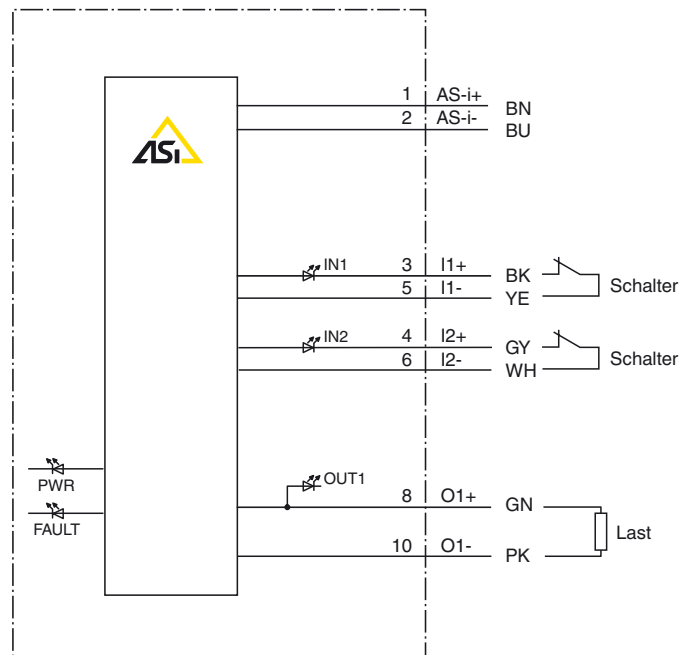 1 AS-i+ BN
2 AS-i- BU
ASi
IN1 3 I1+ BK
5 I1- YE
Schalter
IN2 4 I2+ GY
6 I2- WH
Schalter
PWR
OUT1
8 O1+ GN
FAULT
Last
10 O1- PK